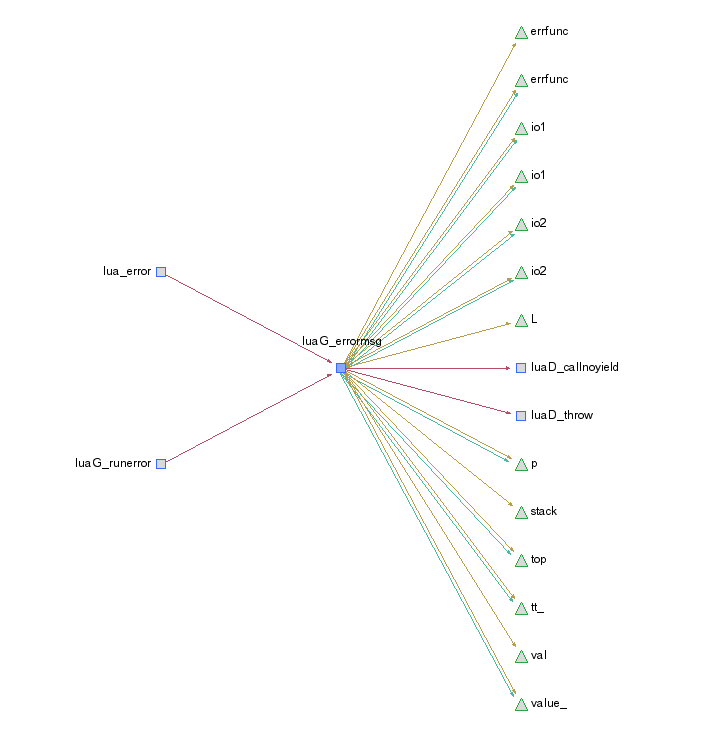 errfunc
errfunc
io1
io1
io2
lua_error
io2
L
luaG_errormsg
luaD_callnoyield
luaD_throw
luaG_runerror
p
stack
top
tt_
val
value_